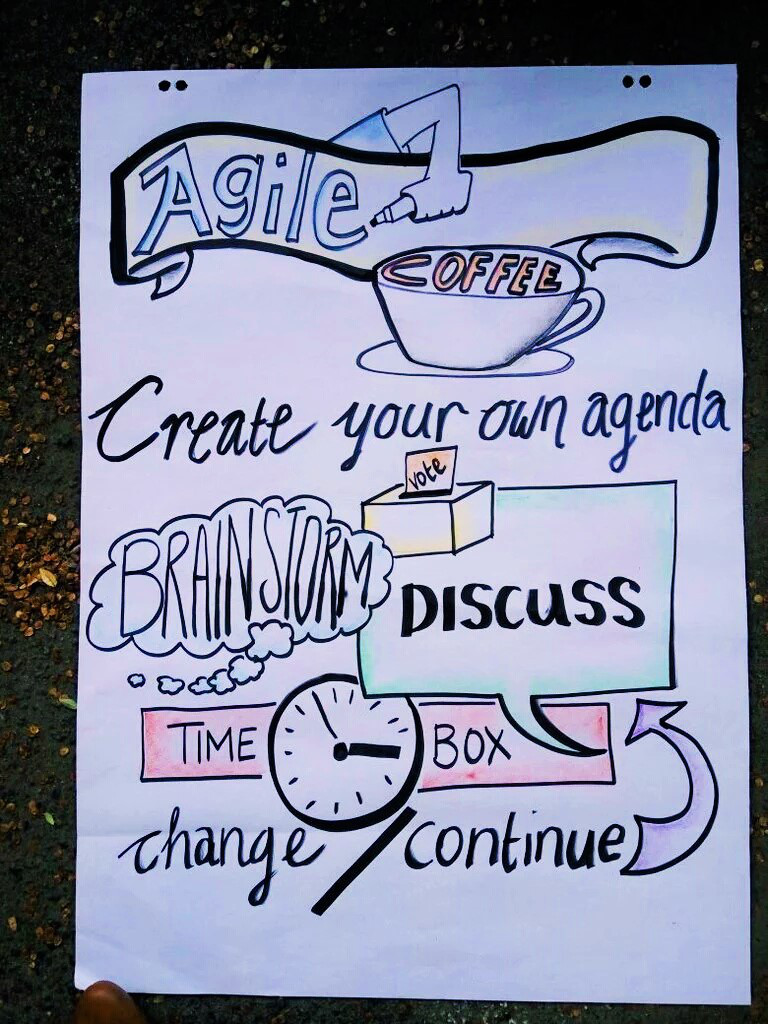 Agile
COFFEE
Create your own agenda
vote
BRAINSTORM
DISCUSS
TIME BOX
change / continue